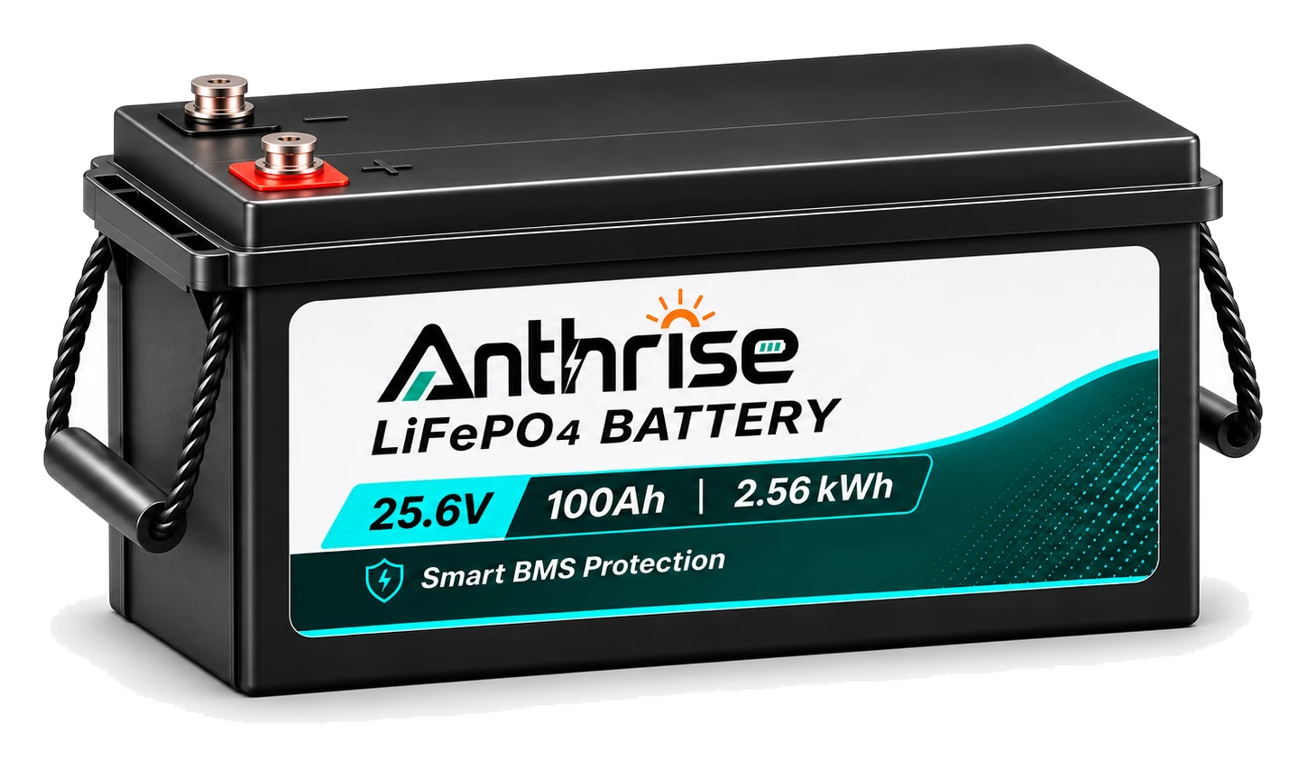 − 
+
Anthrise
LiFePO4 BATTERY
25.6V 100Ah | 2.56 kWh
Smart BMS Protection